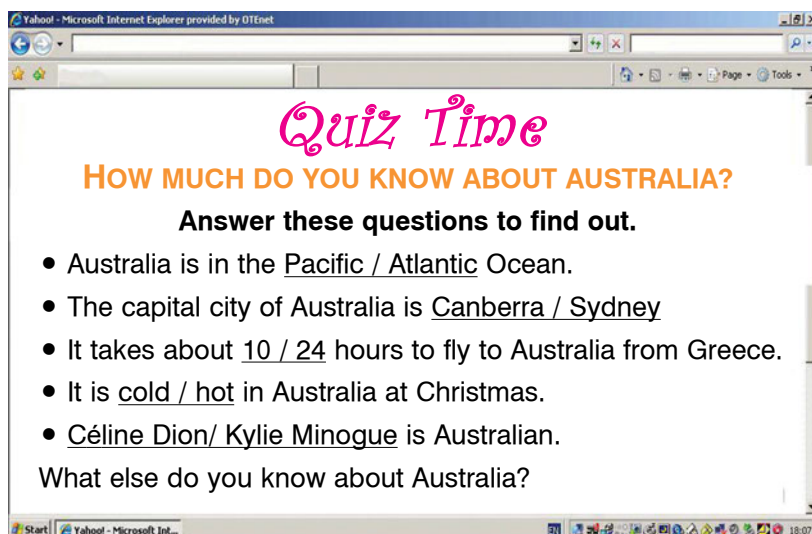 Yahoo! - Microsoft Internet Explorer provided by OTEnet
Page Tools
Quiz Time
HOW MUCH DO YOU KNOW ABOUT AUSTRALIA?
Answer these questions to find out.
• Australia is in the Pacific / Atlantic Ocean.
• The capital city of Australia is Canberra / Sydney
• It takes about 10 / 24 hours to fly to Australia from Greece.
• It is cold / hot in Australia at Christmas.
• Céline Dion/ Kylie Minogue is Australian.
What else do you know about Australia?
Start Yahoo! - Microsoft Int... EN 18:07